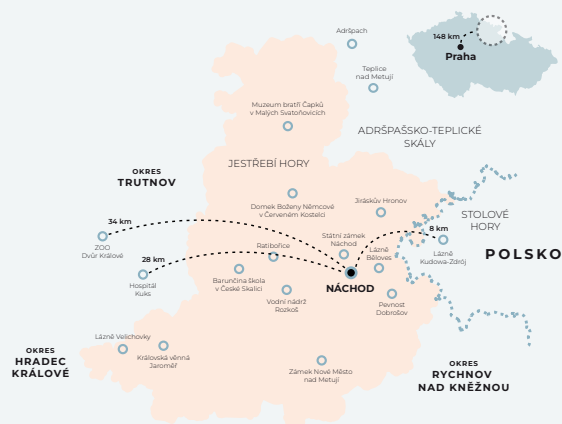 Adršpach
148 km
Praha
Teplice
nad Metují
Muzeum bratří Čapků
v Malých Svatoňovicích
ADRŠPAŠSKO-TEPLICKÉ
SKÁLY
JESTŘEBÍ HORY
OKRES
TRUTNOV
Domek Boženy Němcové
v Červeném Kostelci
Jiráskův Hronov
STOLOVÉ
HORY
34 km
8 km
ZOO
Dvůr Králové
Ratibořice
Státní zámek
Náchod
Lázně
Běloves
Lázně
Kudowa-Zdrój
POLSKO
28 km
Hospitál
Kuks
Barunčina škola
v České Skalici
NÁCHOD
Vodní nádrž
Rozkoš
Pevnost
Dobrošov
Lázně Velichovky
Královská věnná
Jaroměř
OKRES
HRADEC
KRÁLOVÉ
Zámek Nové Město
nad Metují
OKRES
RYCHNOV
NAD KNĚŽNOU